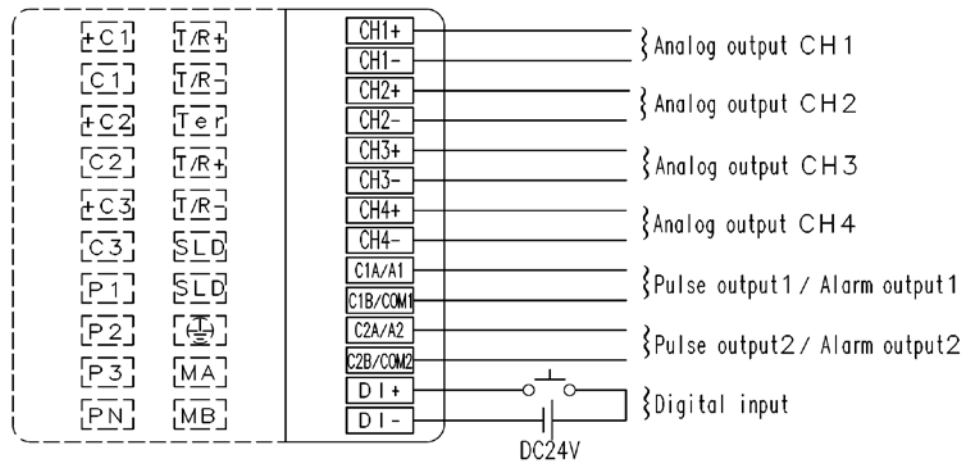 +C1 T/R+ CH1+
CH1- Analog output CH1
C1 T/R- CH2+
+C2 Ter CH2- Analog output CH2
C2 T/R+ CH3+
CH3- Analog output CH3
+C3 T/R- CH4+
C3 SLD CH4- Analog output CH4
P1 SLD C1A/A1
C1B/COM1 Pulse output1 / Alarm output1
P2 C2A/A2
C2B/COM2 Pulse output2 / Alarm output2
P3 MA DI+
PN MB DI- Digital input
DC24V